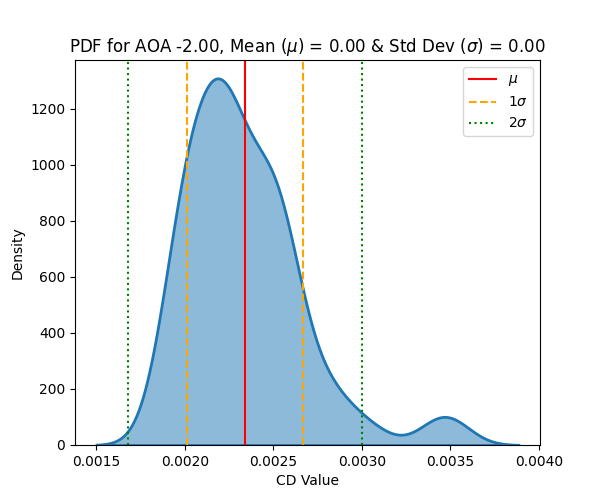 PDF for AOA -2.00, Mean (μ) = 0.00 & Std Dev (σ) = 0.00
μ
1σ
2σ
1200
1000
800
600
400
200
0
Density
0.0015 0.0020 0.0025 0.0030 0.0035 0.0040
CD Value